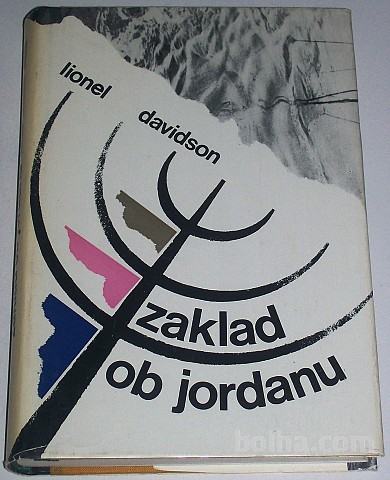 lionel
davidson
zaklad
ob jordanu
bolha.com